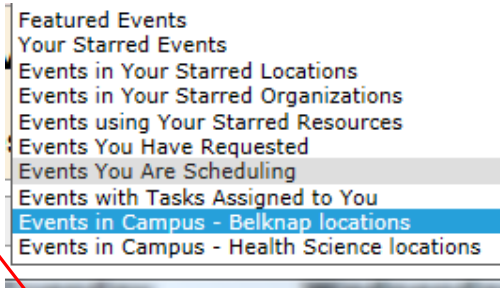 Featured Events
Your Starred Events
Events in Your Starred Locations
Events in Your Starred Organizations
Events using Your Starred Resources
Events You Have Requested
Events You Are Scheduling
Events with Tasks Assigned to You
Events in Campus - Belknap locations
Events in Campus - Health Science locations